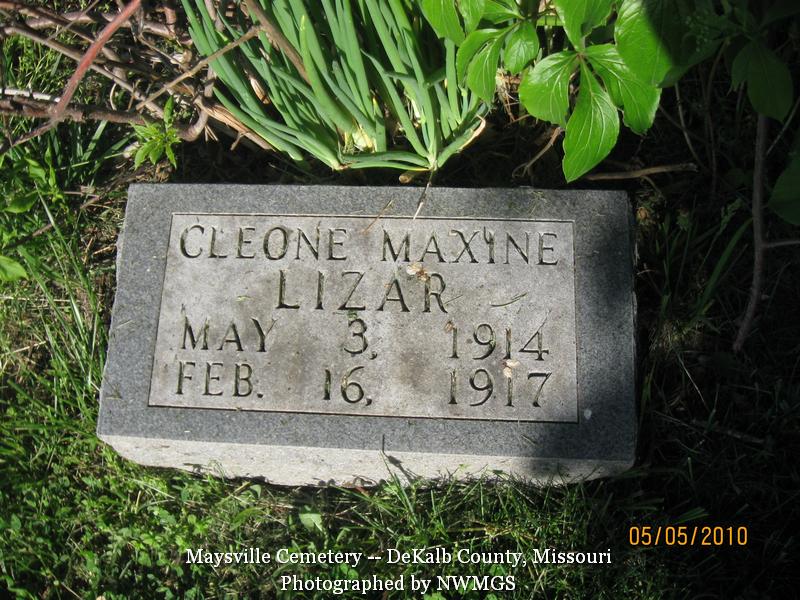 CLEONE MAXINE
LIZAR
MAY 3, 1914
FEB. 16, 1917
05/05/2010
Maysville Cemetery -- DeKalb County, Missouri
Photographed by NWMGS